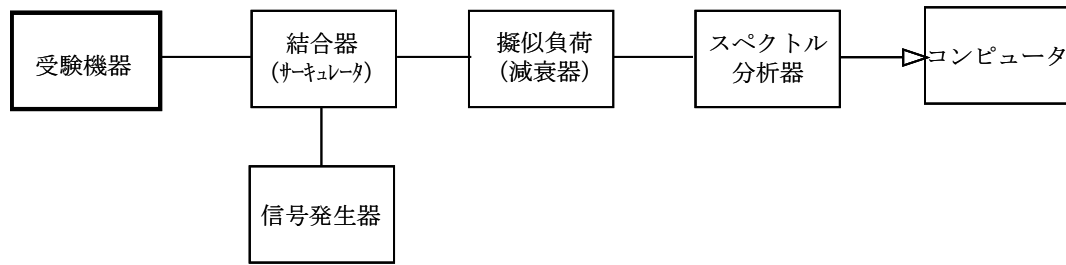 受験機器
結合器
(ｻｰｷｭﾚｰﾀ)
擬似負荷
(減衰器)
スペクトル
分析器
コンピュータ
信号発生器